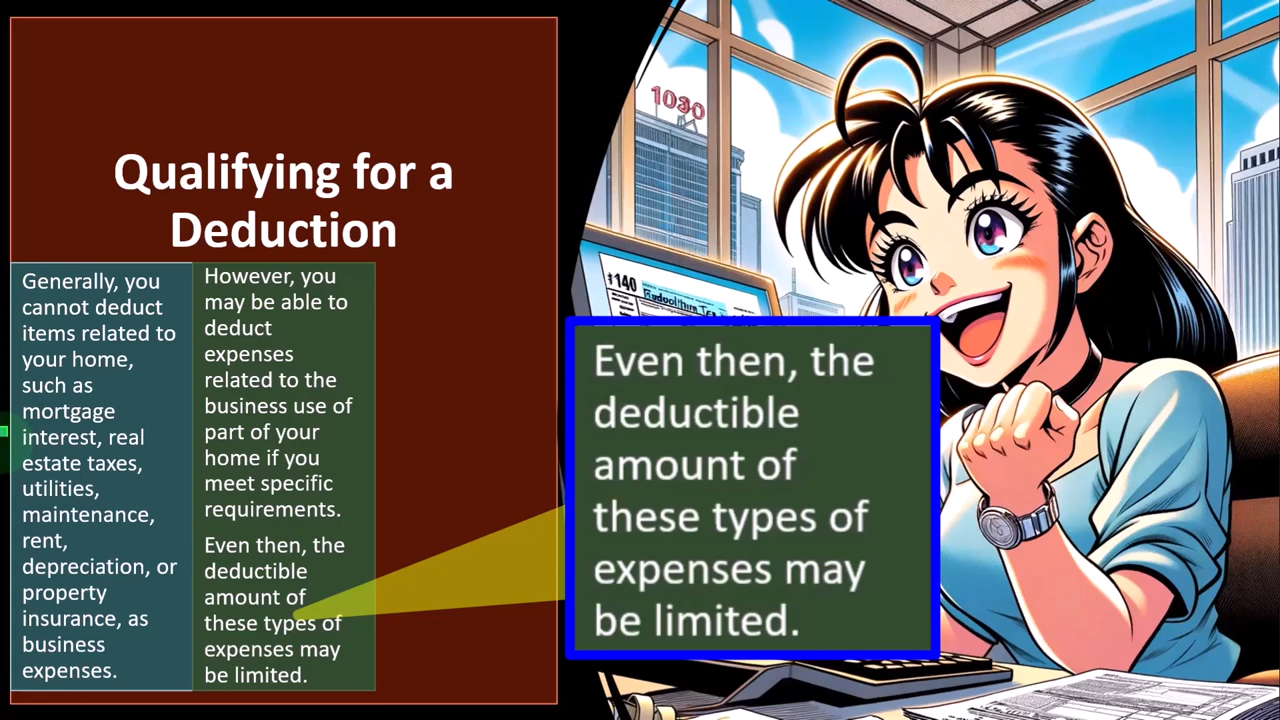 Qualifying for a
Deduction
Generally, you
cannot deduct
items related to
your home,
such as
mortgage
interest, real
estate taxes,
utilities,
maintenance,
rent,
depreciation, or
property
insurance, as
business
expenses.
However, you
may be able to
deduct
expenses
related to the
business use of
part of your
home if you
meet specific
requirements.
Even then, the
deductible
amount of
these types of
expenses may
be limited.
1030
$140
Even then, the
deductible
amount of
these types of
expenses may
be limited.